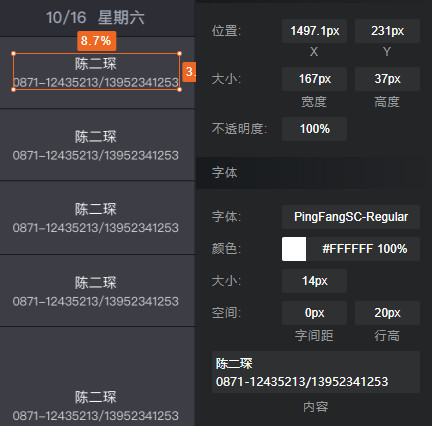 10/16 星期六
8.7%
陈二琛
0871-12435213/13952341253
3.
陈二琛
0871-12435213/13952341253
陈二琛
0871-12435213/13952341253
陈二琛
0871-12435213/13952341253
陈二琛
0871-12435213/13952341253
位置: 1497.1px 231px
X Y
大小: 167px 37px
宽度 高度
不透明度: 100%
字体
字体: PingFangSC-Regular
颜色: #FFFFFF 100%
大小: 14px
空间: 0px 20px
字间距 行高
陈二琛
0871-12435213/13952341253
内容